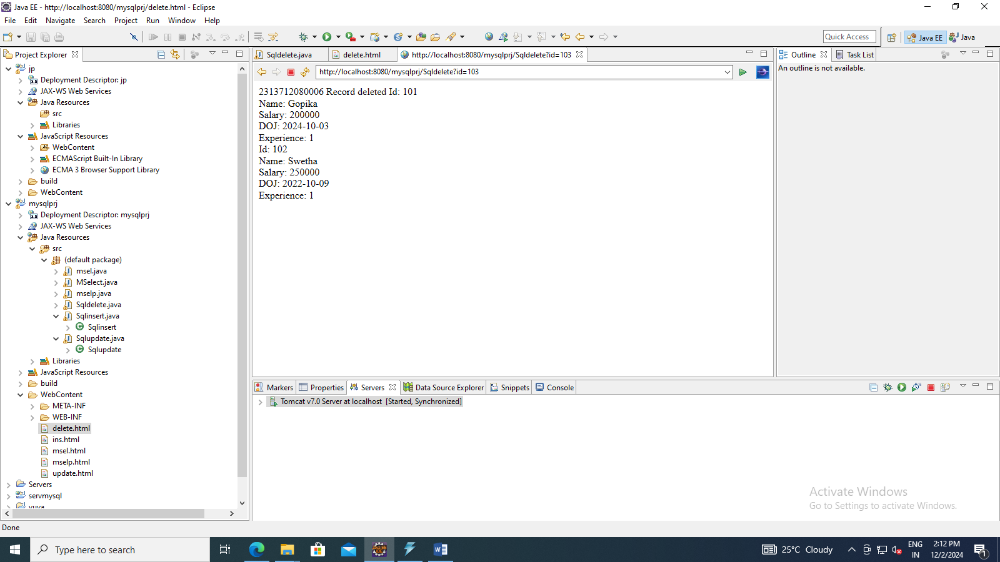 Java EE - http://localhost:8080/mysqlprj/delete.html - Eclipse
File Edit Navigate Search Project Run Window Help
Quick Access
Java EE
Java
Project Explorer
jp
Deployment Descriptor: jp
JAX-WS Web Services
Java Resources
src
Libraries
JavaScript Resources
WebContent
ECMAScript Built-In Library
ECMA 3 Browser Support Library
build
WebContent
mysqlprj
Deployment Descriptor: mysqlprj
JAX-WS Web Services
Java Resources
src
(default package)
msel.java
MSelect.java
mselp.java
Sqldelete.java
Sqlinsert.java
Sqlinsert
Sqlupdate.java
Sqlupdate
Libraries
JavaScript Resources
build
WebContent
META-INF
WEB-INF
delete.html
ins.html
msel.html
mselp.html
update.html
Servers
servmysql
Sqldelete.java
delete.html
http://localhost:8080/mysqlprj/Sqldelete?id=103
http://localhost:8080/mysqlprj/Sqldelete?id=103
2313712080006 Record deleted Id: 101
Name: Gopika
Salary: 200000
DOJ: 2024-10-03
Experience: 1
Id: 102
Name: Swetha
Salary: 250000
DOJ: 2022-10-09
Experience: 1
Outline
Task List
An outline is not available.
Markers
Properties
Servers
Data Source Explorer
Snippets
Console
Tomcat v7.0 Server at localhost [Started, Synchronized]
Activate Windows
Go to Settings to activate Windows.
Done
Type here to search
25°C Cloudy
ENG
IN
2:12 PM
12/2/2024
1